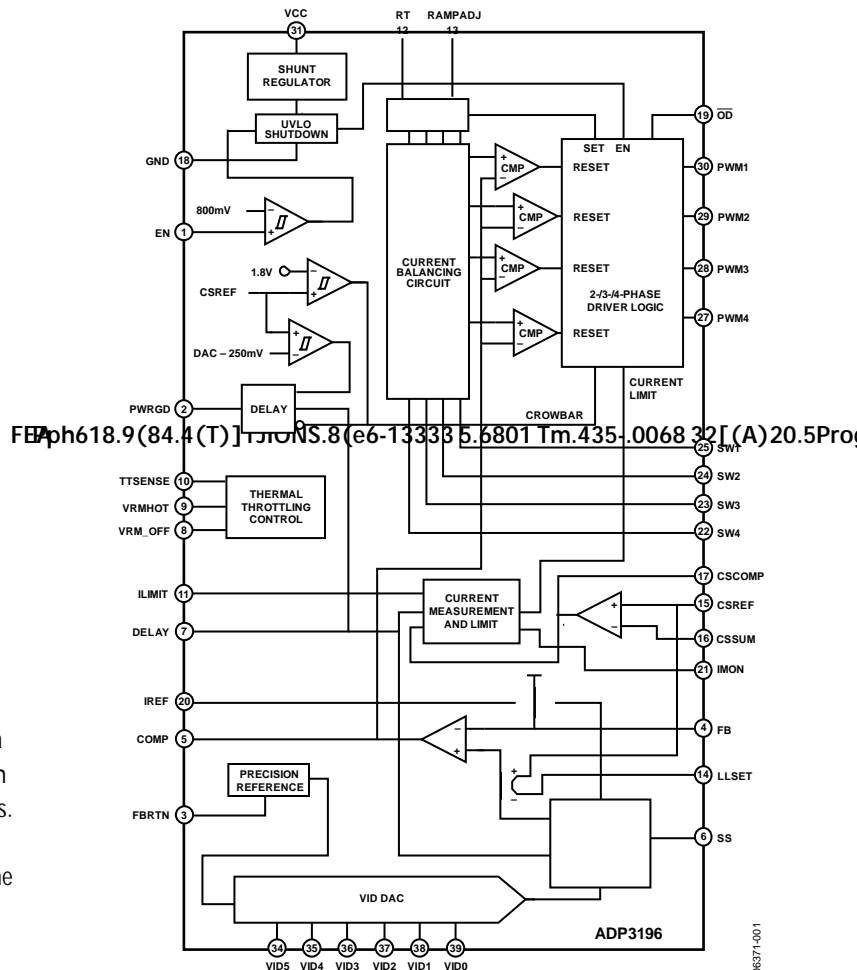 VCC
31
RT
12
RAMPADJ
13
SHUNT
REGULATOR
UVLO
SHUTDOWN
GND 18
19 OD
SET EN
800mV
EN 1
+
–
CMP
RESET
30 PWM1
+
–
CMP
RESET
29 PWM2
1.8V
CSREF
CURRENT
BALANCING
CIRCUIT
+
–
CMP
RESET
28 PWM3
2-/3-/4-PHASE
DRIVER LOGIC
27 PWM4
+
–
CMP
RESET
DAC – 250mV
PWRGD 2
DELAY
CURRENT
LIMIT
CROWBAR
25 SW1
24 SW2
23 SW3
22 SW4
TTSENSE 10
VRMHOT 9
VRM_OFF 8
THERMAL
THROTTLING
CONTROL
ILIMIT 11
DELAY 7
CURRENT
MEASUREMENT
AND LIMIT
17 CSCOMP
15 CSREF
16 CSSUM
21 IMON
IREF 20
COMP 5
4 FB
14 LLSET
PRECISION
REFERENCE
FBRTN 3
6 SS
VID DAC
ADP3196
34 35 36 37 38 39
VID5 VID4 VID3 VID2 VID1 VID0
06371-001